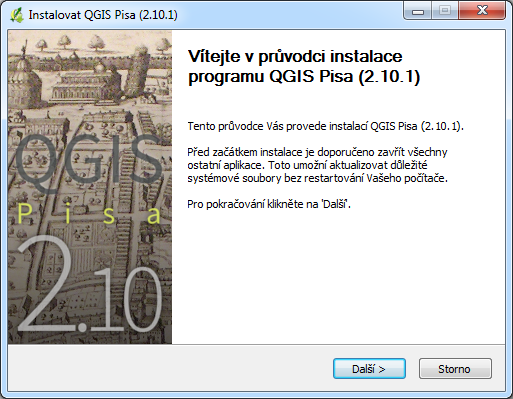 Instalovat QGIS Pisa (2.10.1)
Vítejte v průvodci instalace
programu QGIS Pisa (2.10.1)
Tento průvodce Vás provede instalací QGIS Pisa (2.10.1).
Před začátkem instalace je doporučeno zavřít všechny
ostatní aplikace. Toto umožní aktualizovat důležité
systémové soubory bez restartování Vašeho počítače.
Pro pokračování klikněte na 'Další'.
QGIS
Pisa
2.10
Další >
Storno